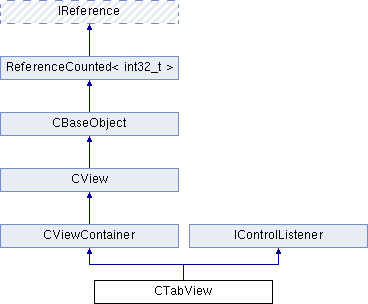 IReference
ReferenceCounted< int32_t >
CBaseObject
CView
CViewContainer
IControlListener
CTabView